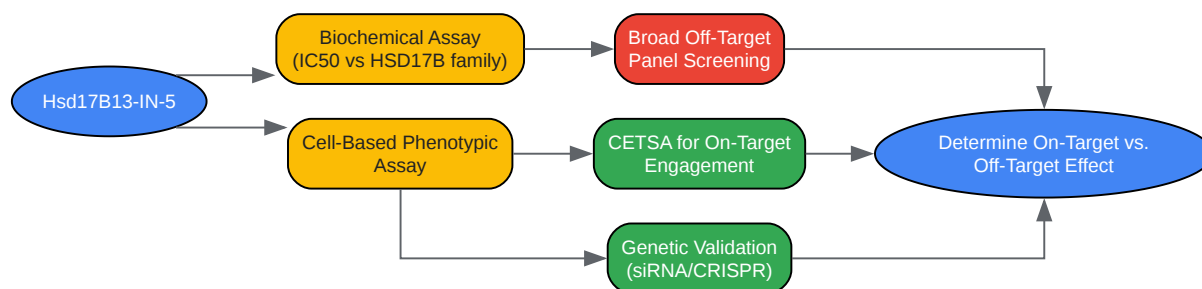 Hsd17B13-IN-5
Biochemical Assay
(IC50 vs HSD17B family)
Broad Off-Target
Panel Screening
Cell-Based Phenotypic
Assay
CETSA for On-Target
Engagement
Determine On-Target vs.
Off-Target Effect
Genetic Validation
(siRNA/CRISPR)